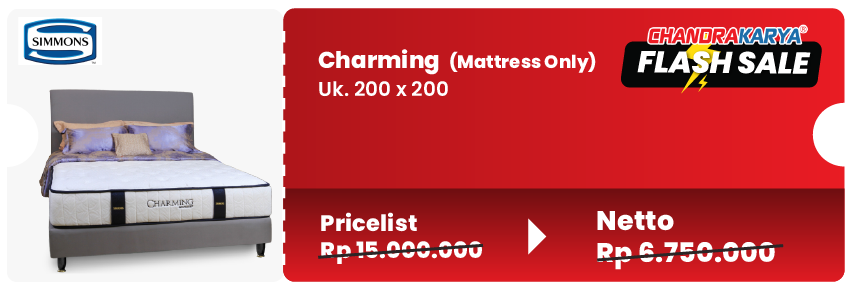 SIMMONS
CHANDRAKARYA®
FLASH SALE
Charming (Mattress Only)
Uk. 200 x 200
CHARMING
Pricelist
Rp 15.000.000
Netto
Rp 6.750.000